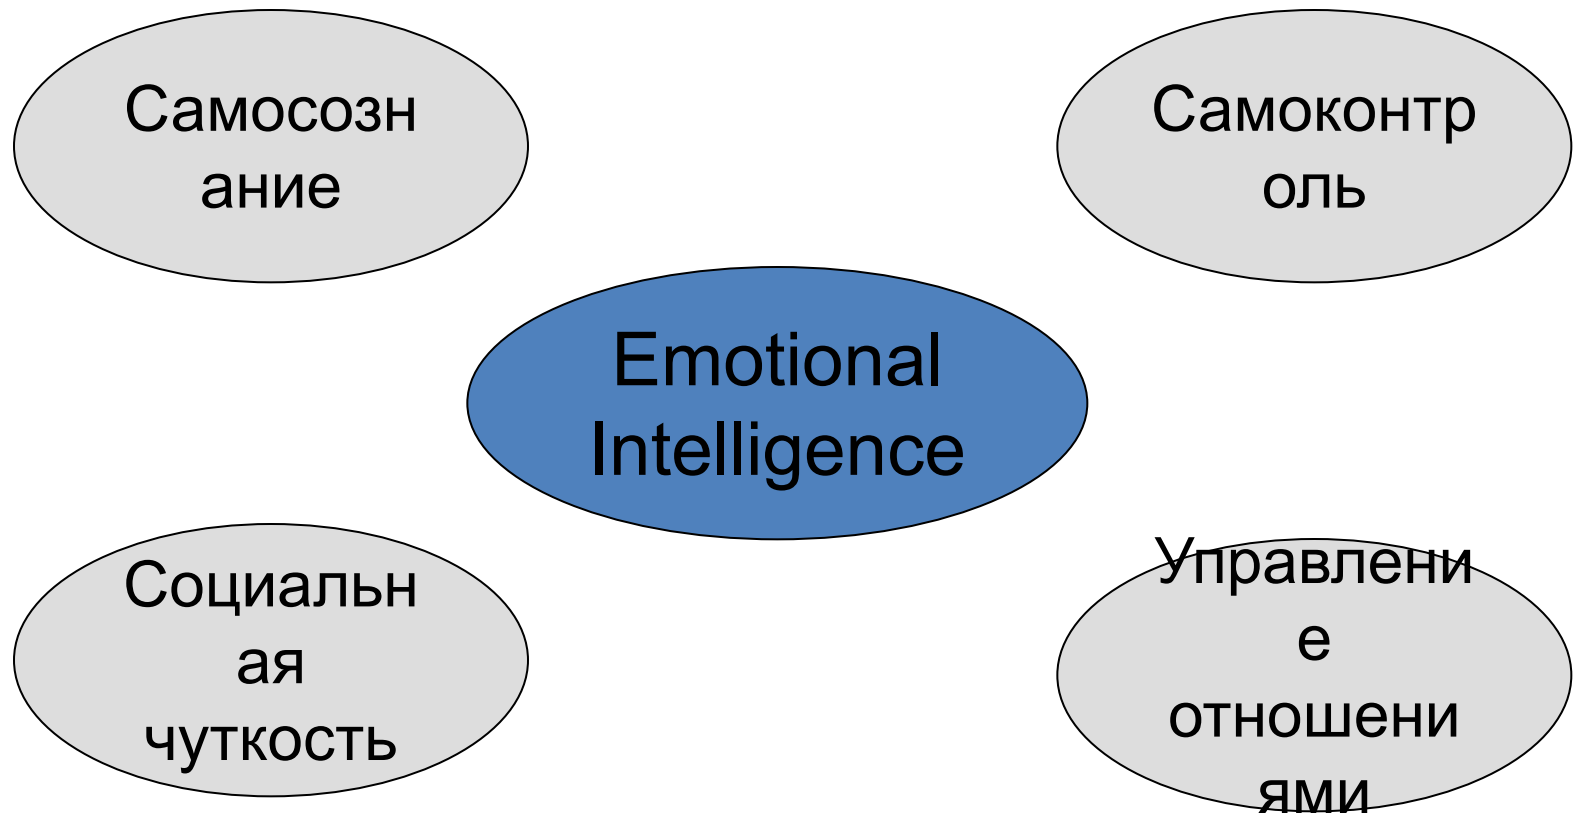 Самосозн
ание
Самоконтр
оль
Emotional
Intelligence
Социальн
ая
чуткость
Управлени
е
отношени
ями